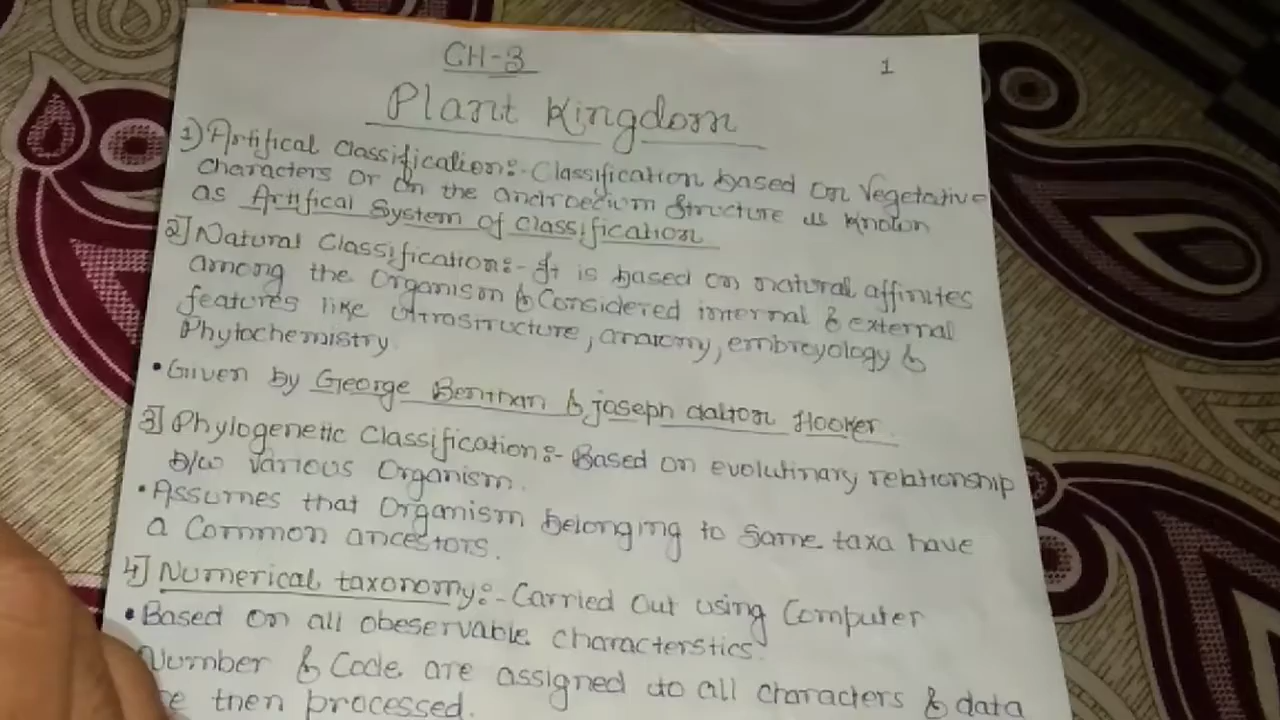 CH-3
1
Plant Kingdom
1) Artifical Classification:- Classification based on Vegetative
characters or on the androecium structure is known
as Artifical System of Classification
2] Natural Classification:- It is based on natural affinites
among the Organism & Considered internal & external
features like ultrastructure, anatomy, embreyology &
Phytochemistry.
• Given by George Benthan & joseph dalton Hooker.
3] Phylogenetic Classification:- Based on evolutinary relationship
b/w various Organism.
• Assumes that Organism belonging to same taxa have
a Common ancestors.
4] Numerical taxonomy:- Carried Out using Computer
• Based on all obeservable characterstics.
Number & Code are assigned to all characters & data
then processed.